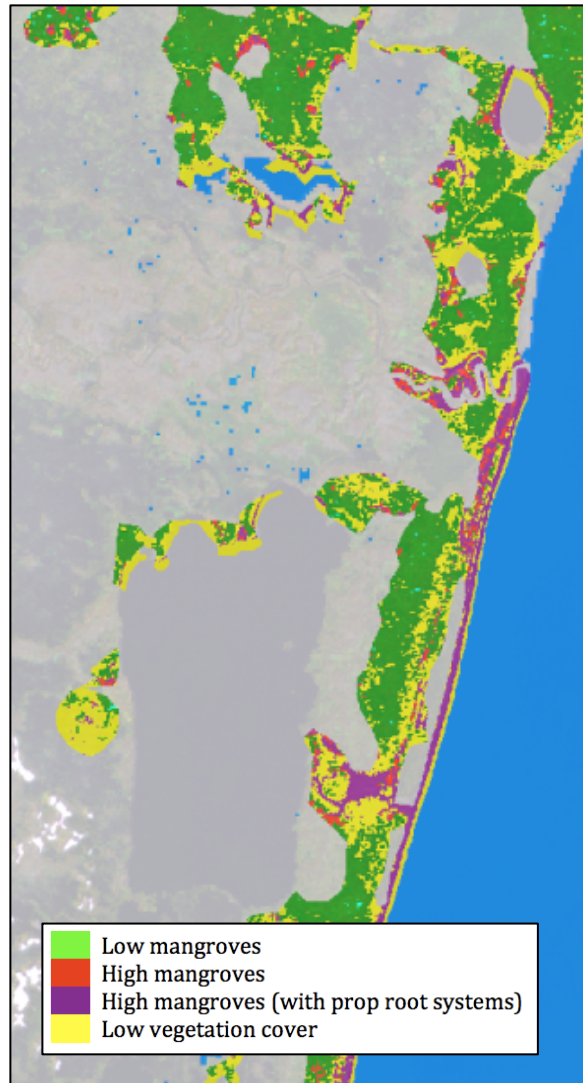 Low mangroves
High mangroves
High mangroves (with prop root systems)
Low vegetation cover